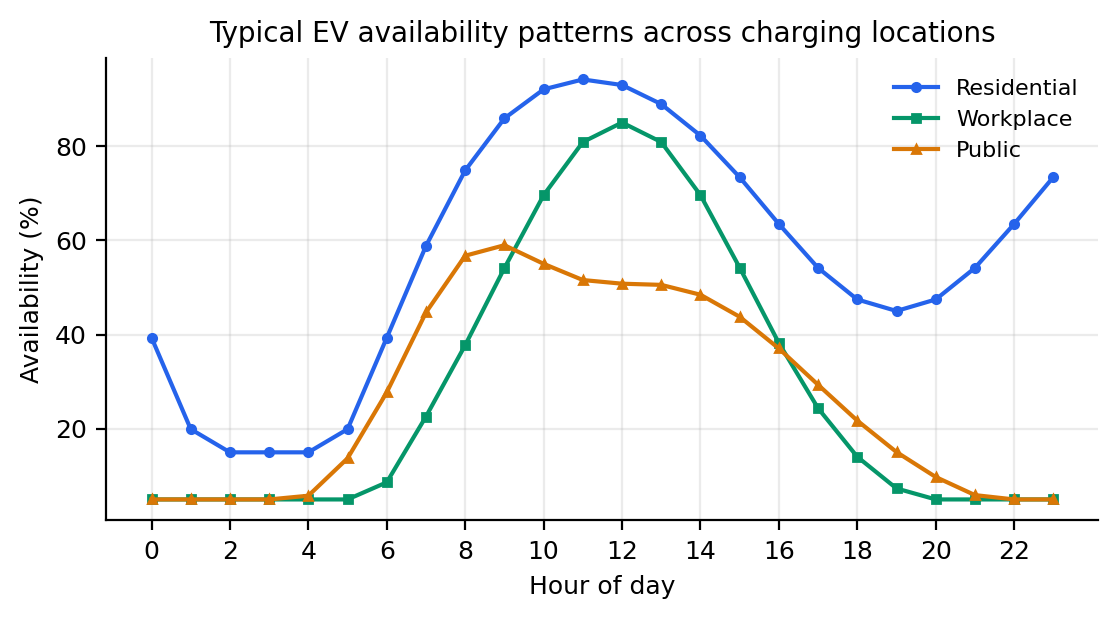 Typical EV availability patterns across charging locations
Residential
Workplace
Public
80
60
40
20
Availability (%)
0 2 4 6 8 10 12 14 16 18 20 22
Hour of day